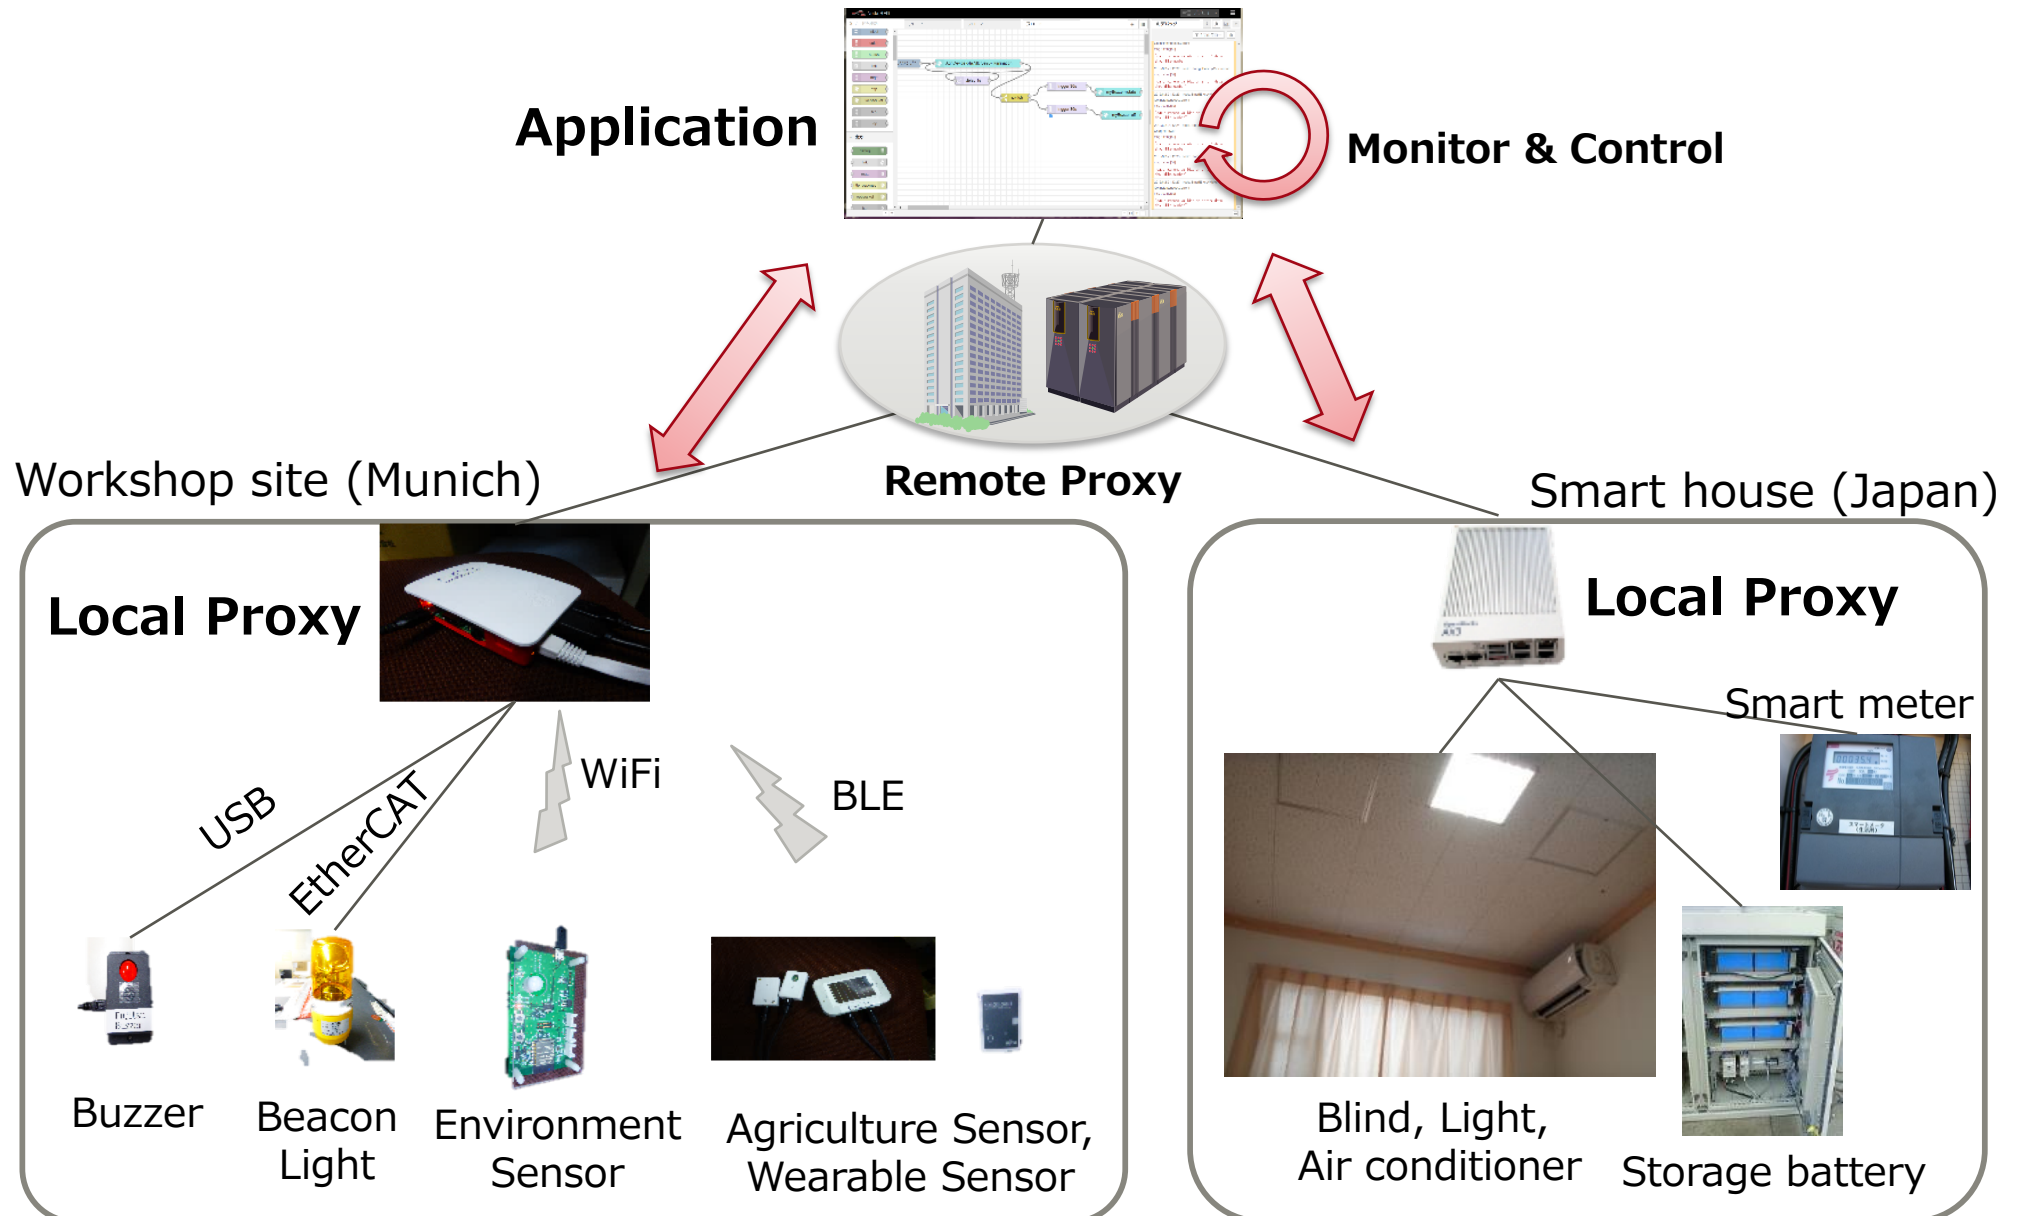 Application
Monitor & Control
Remote Proxy
Workshop site (Munich)
Smart house (Japan)
Local Proxy
Local Proxy
Smart meter
USB
EtherCAT
WiFi
BLE
Buzzer
Beacon
Light
Environment
Sensor
Agriculture Sensor,
Wearable Sensor
Blind, Light,
Air conditioner
Storage battery